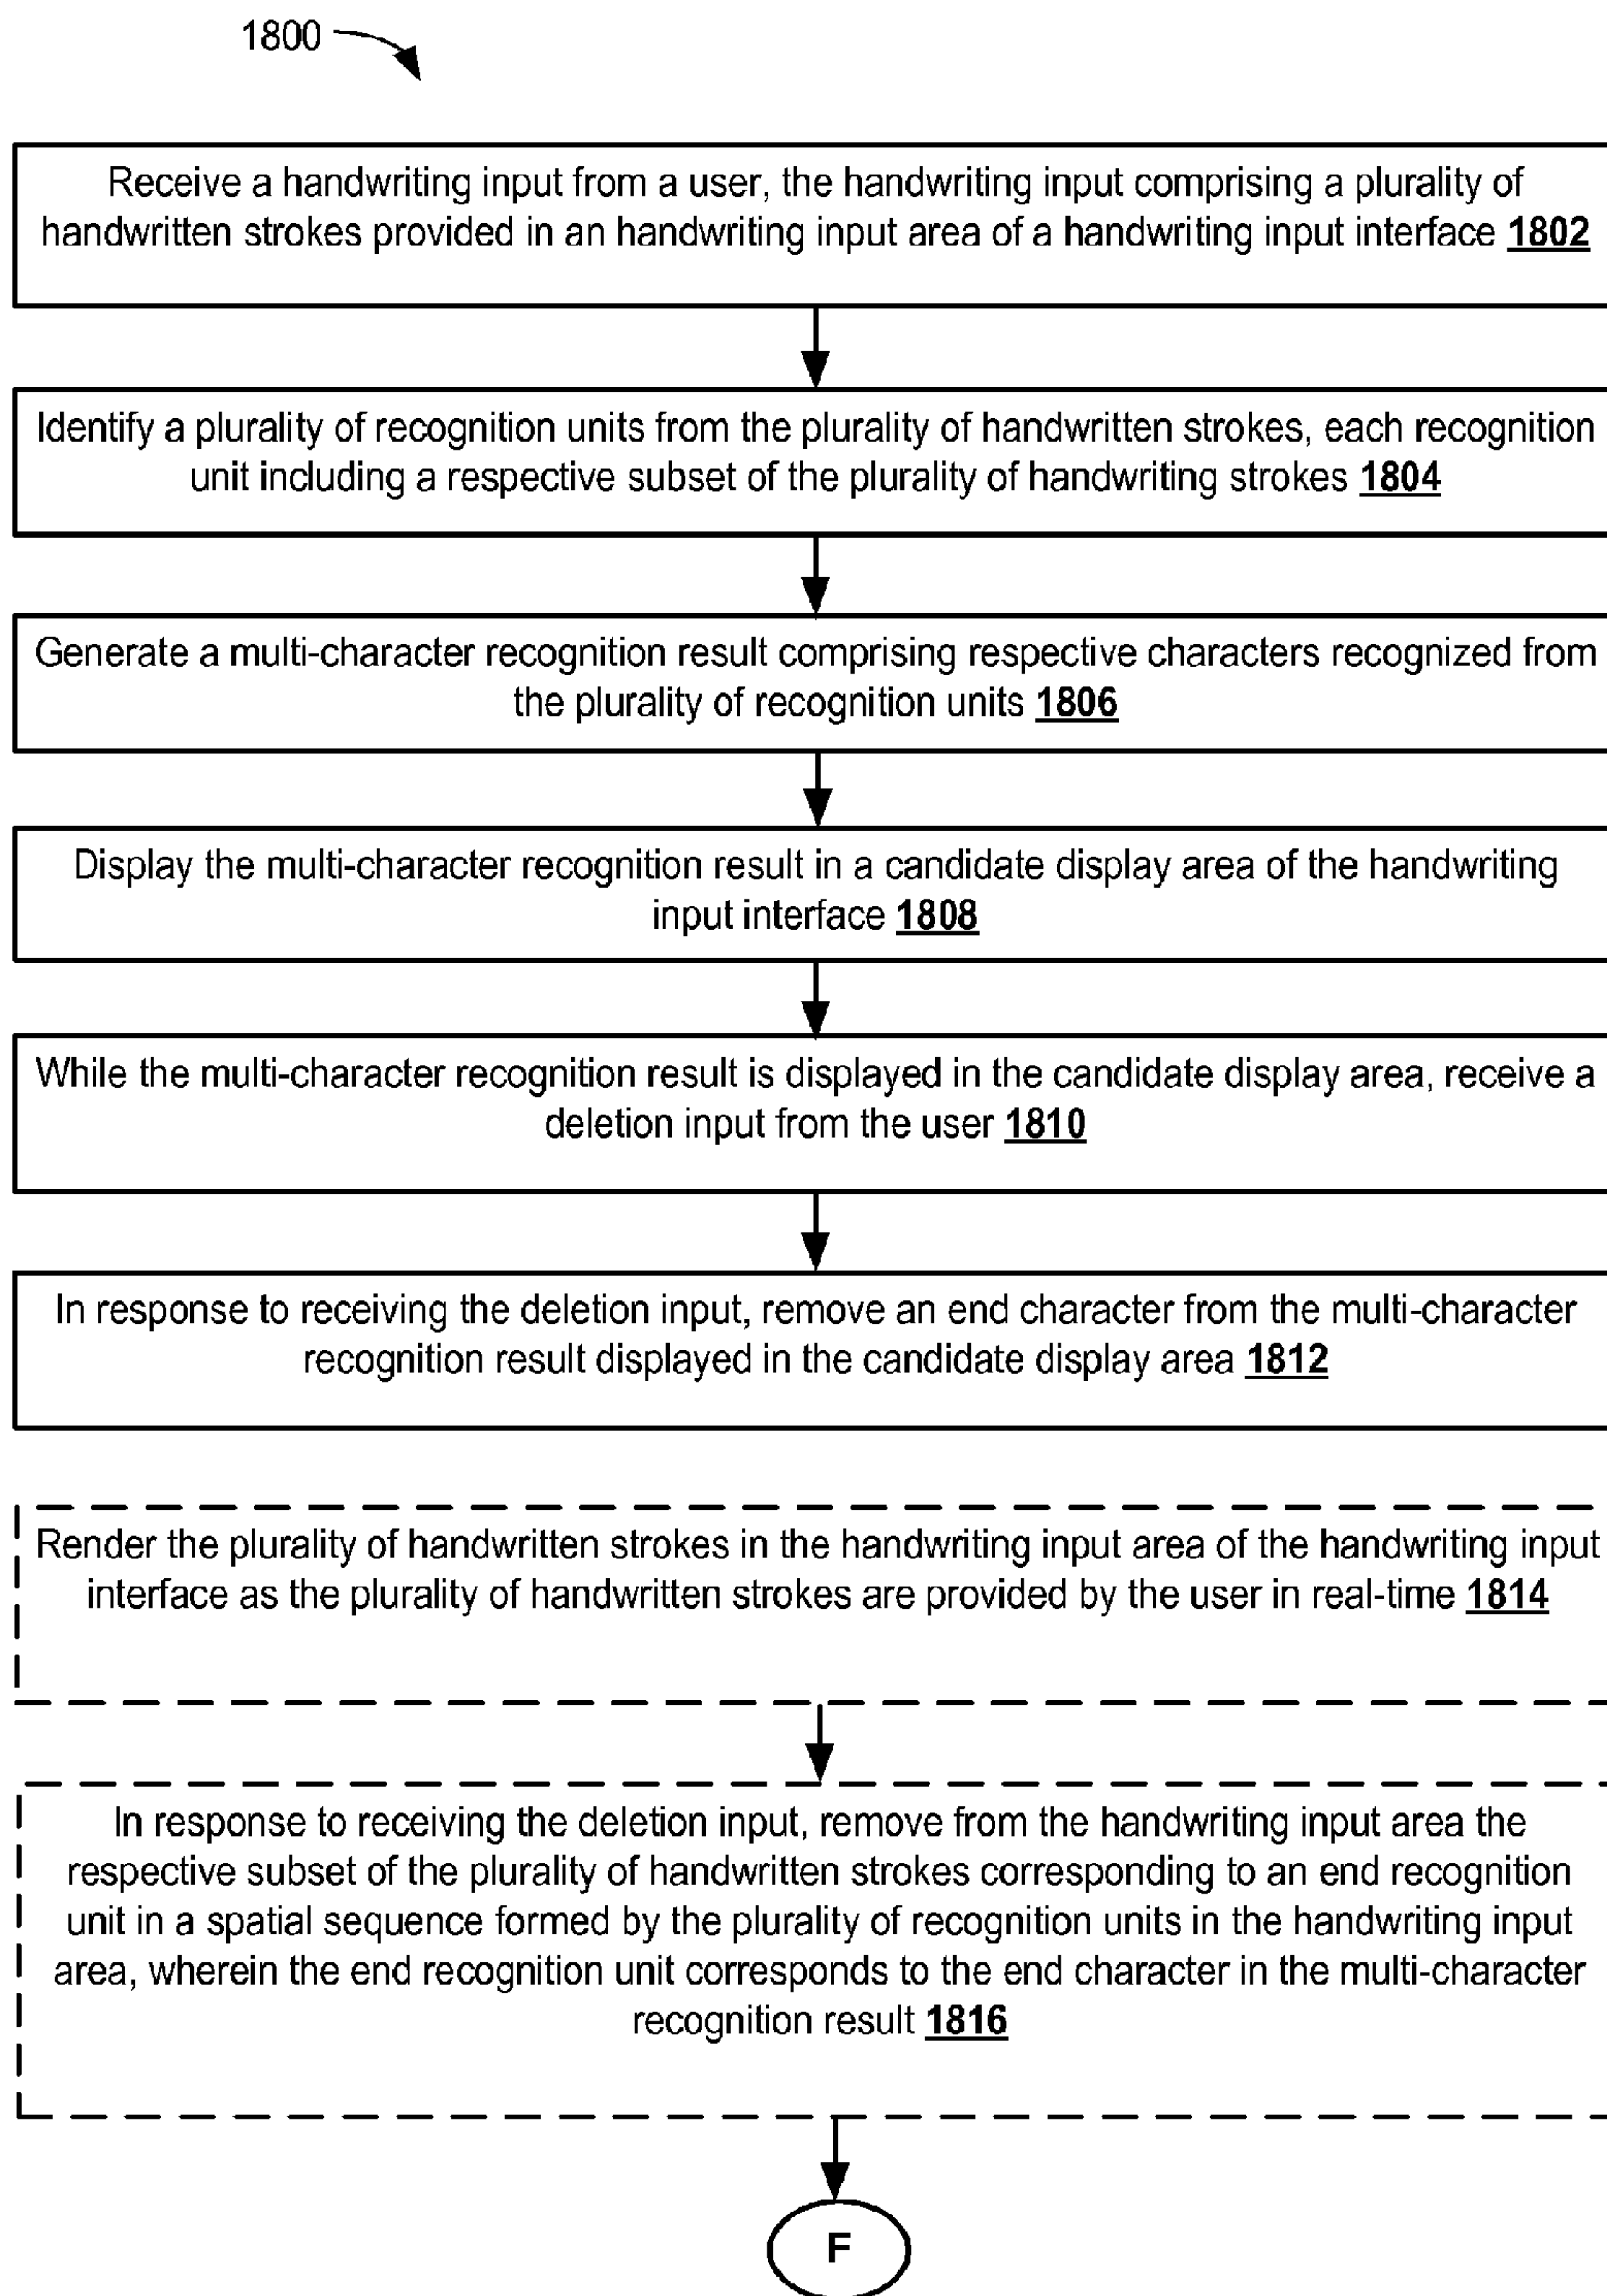 1800
Receive a handwriting input from a user, the handwriting input comprising a plurality of
handwritten strokes provided in an handwriting input area of a handwriting input interface 1802
Identify a plurality of recognition units from the plurality of handwritten strokes, each recognition
unit including a respective subset of the plurality of handwriting strokes 1804
Generate a multi-character recognition result comprising respective characters recognized from
the plurality of recognition units 1806
Display the multi-character recognition result in a candidate display area of the handwriting
input interface 1808
While the multi-character recognition result is displayed in the candidate display area, receive a
deletion input from the user 1810
In response to receiving the deletion input, remove an end character from the multi-character
recognition result displayed in the candidate display area 1812
Render the plurality of handwritten strokes in the handwriting input area of the handwriting input
interface as the plurality of handwritten strokes are provided by the user in real-time 1814
In response to receiving the deletion input, remove from the handwriting input area the
respective subset of the plurality of handwritten strokes corresponding to an end recognition
unit in a spatial sequence formed by the plurality of recognition units in the handwriting input
area, wherein the end recognition unit corresponds to the end character in the multi-character
recognition result 1816
F